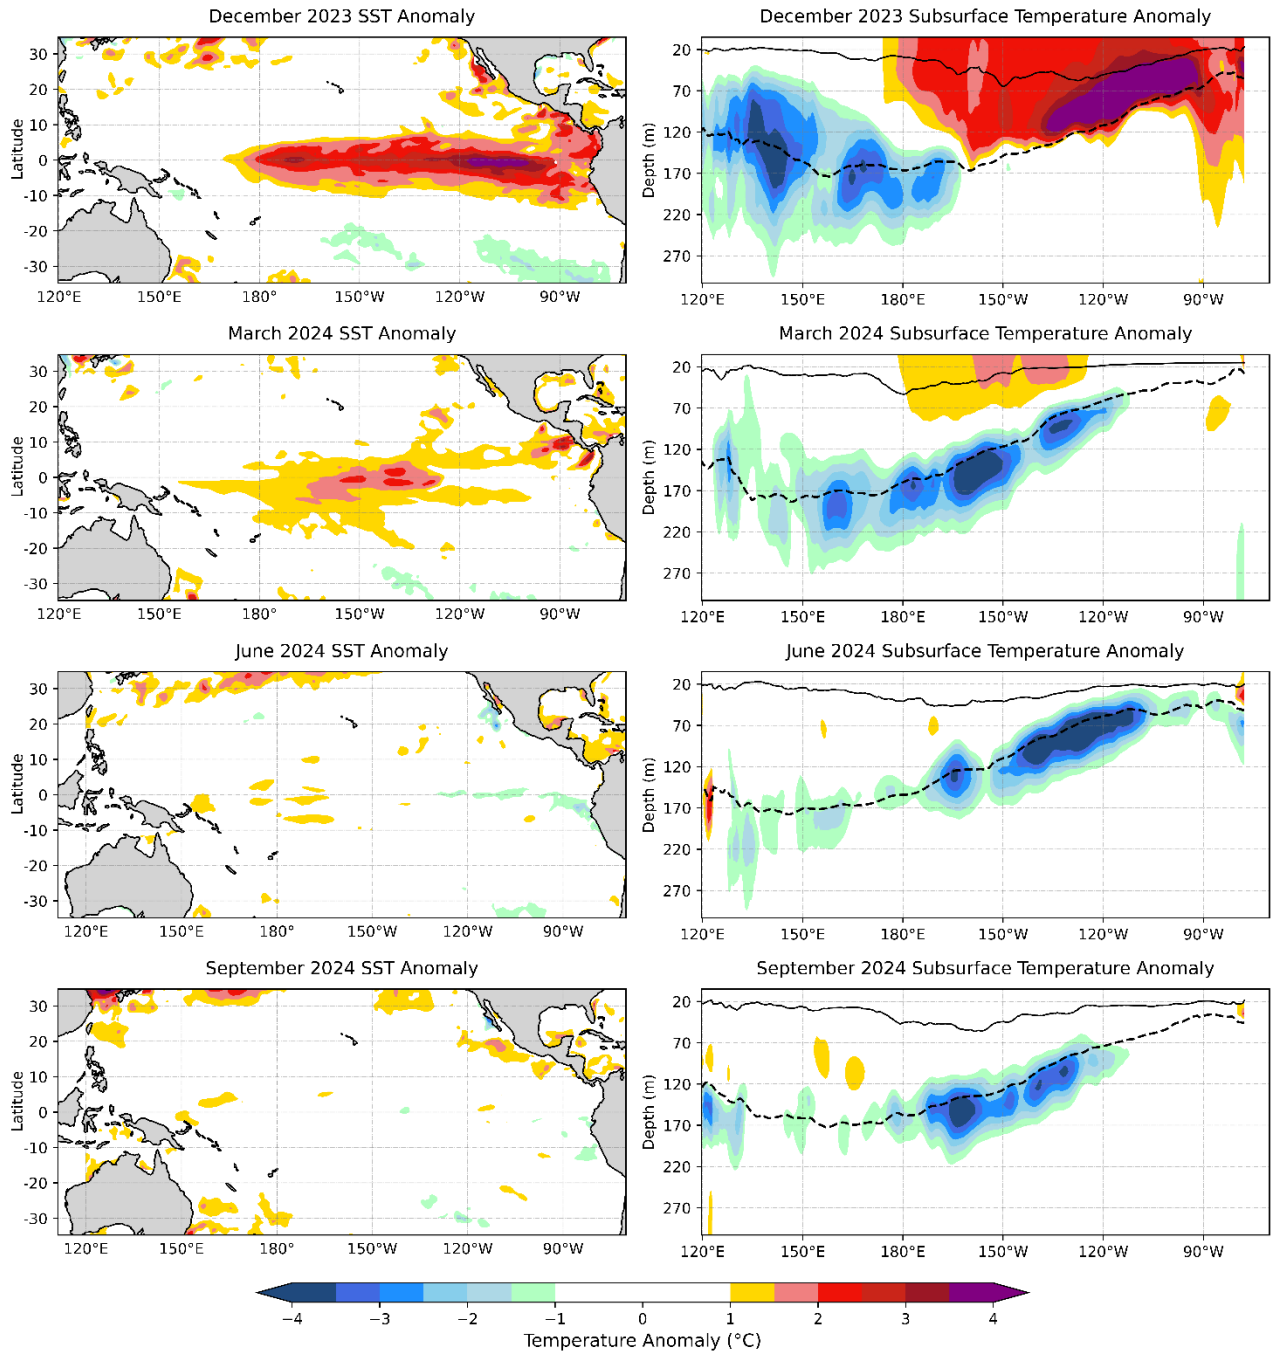 December 2023 SST Anomaly
December 2023 Subsurface Temperature Anomaly
Latitude
30
20
10
0
-10
-20
-30
120°E 150°E 180° 150°W 120°W 90°W
Depth (m)
20
70
120
170
220
270
120°E 150°E 180°E 150°W 120°W 90°W
March 2024 SST Anomaly
March 2024 Subsurface Temperature Anomaly
Latitude
30
20
10
0
-10
-20
-30
120°E 150°E 180° 150°W 120°W 90°W
Depth (m)
20
70
120
170
220
270
120°E 150°E 180°E 150°W 120°W 90°W
June 2024 SST Anomaly
June 2024 Subsurface Temperature Anomaly
Latitude
30
20
10
0
-10
-20
-30
120°E 150°E 180° 150°W 120°W 90°W
Depth (m)
20
70
120
170
220
270
120°E 150°E 180°E 150°W 120°W 90°W
September 2024 SST Anomaly
September 2024 Subsurface Temperature Anomaly
Latitude
30
20
10
0
-10
-20
-30
120°E 150°E 180° 150°W 120°W 90°W
Depth (m)
20
70
120
170
220
270
120°E 150°E 180°E 150°W 120°W 90°W
−4 −3 −2 −1 0 1 2 3 4
Temperature Anomaly (°C)